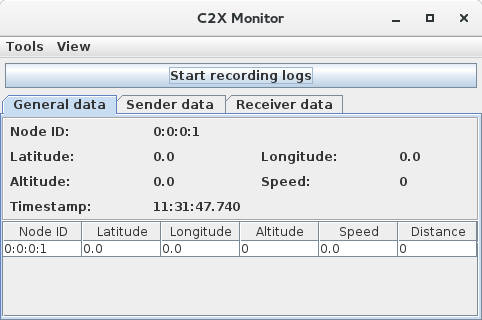 C2X Monitor
Tools View
Start recording logs
General data Sender data Receiver data
Node ID: 0:0:0:1
Latitude: 0.0 Longitude: 0.0
Altitude: 0.0 Speed: 0
Timestamp: 11:31:47.740
Node ID Latitude Longitude Altitude Speed Distance
0:0:0:1 0.0 0.0 0 0.0 0